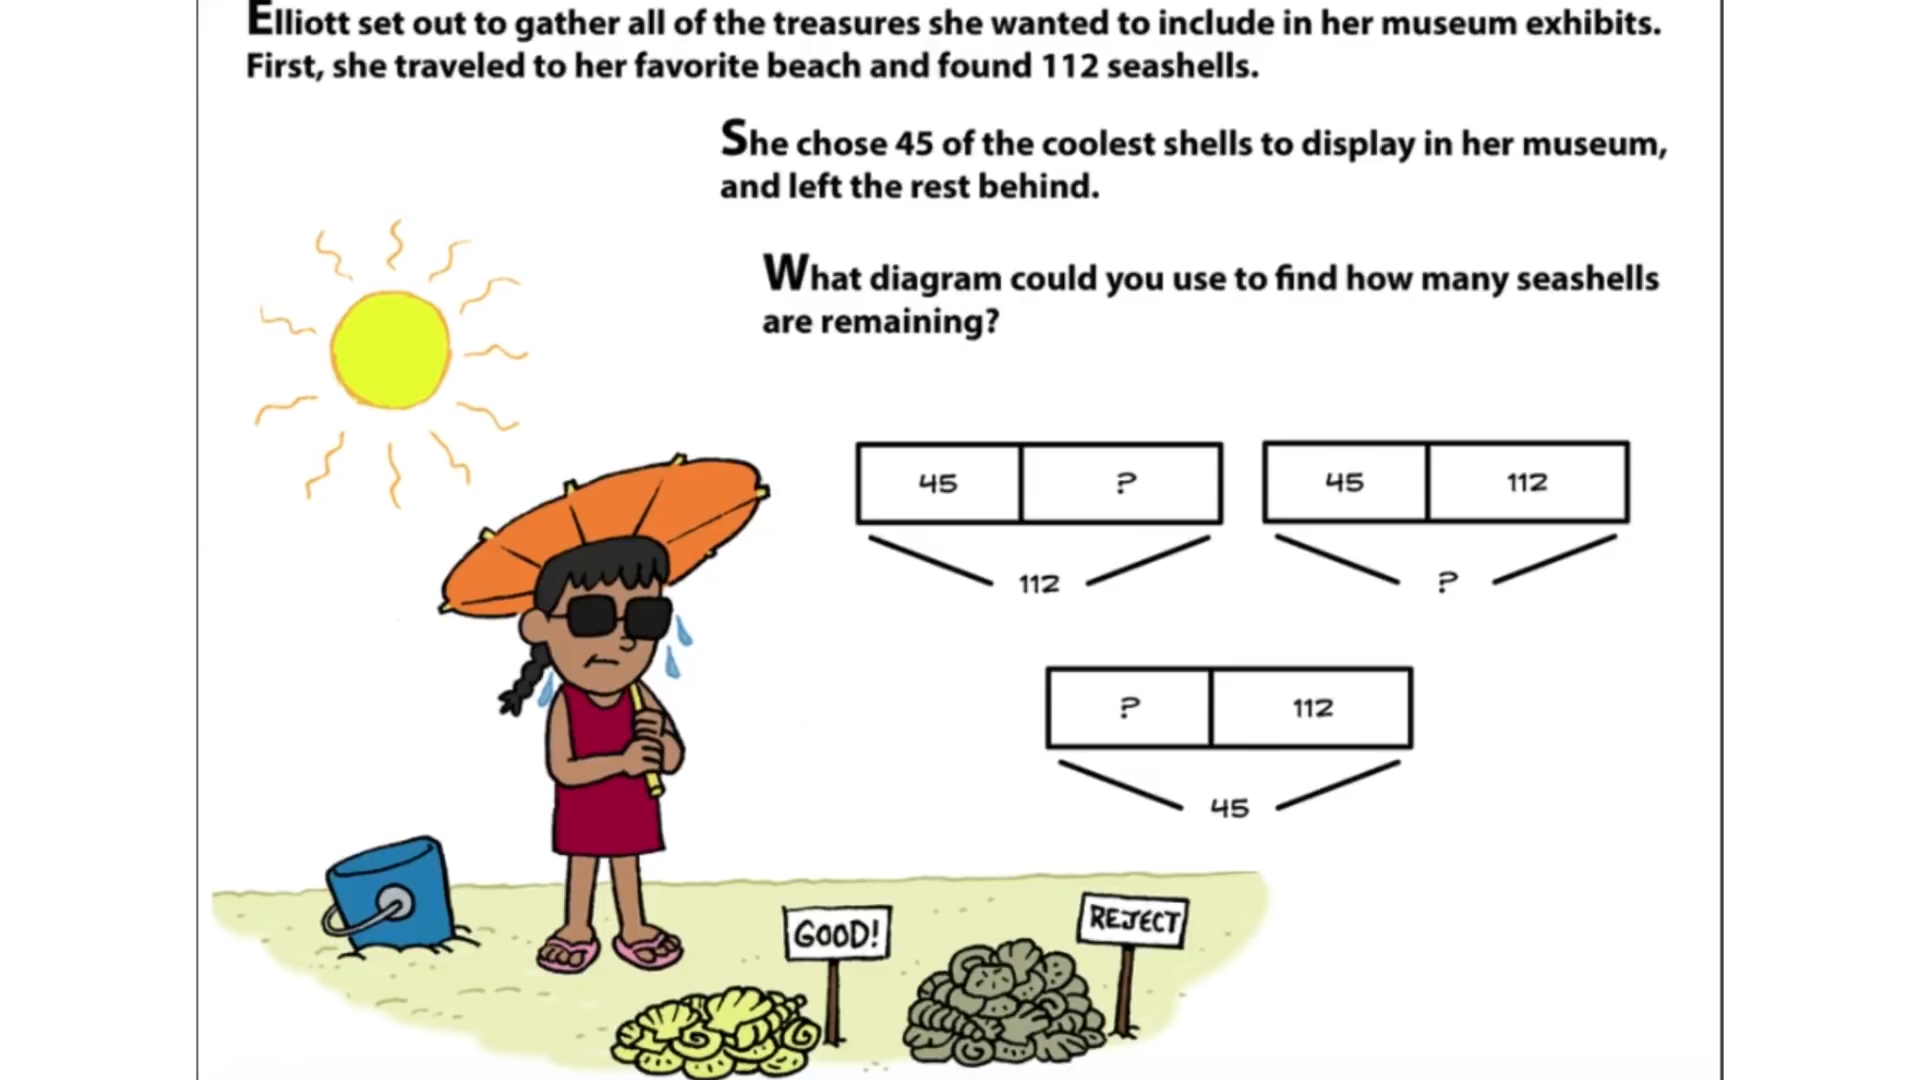 Elliott set out to gather all of the treasures she wanted to include in her museum exhibits.
First, she traveled to her favorite beach and found 112 seashells.
She chose 45 of the coolest shells to display in her museum,
and left the rest behind.
What diagram could you use to find how many seashells
are remaining?
45 ?
112
45 112
?
? 112
45
GOOD!
REJECT